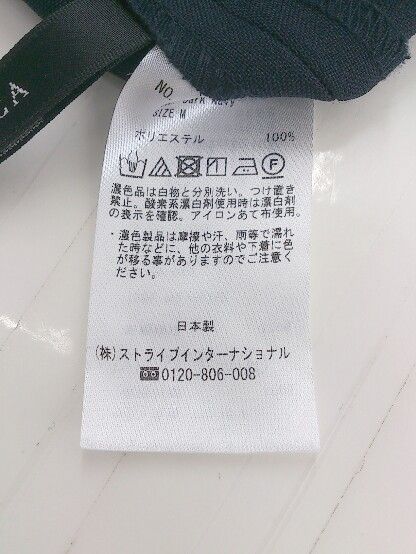 LA
NO
Dark Navy
SIZE M
ポリエステル 100%
濃色品は白物と分別洗い。つけ置き
禁止。酸素系漂白剤使用時は漂白剤
の表示を確認。アイロンあて布使用。
・濃色製品は摩擦や汗、雨等で濡れ
た時などに、他の衣料や下着に色
が移る事がありますのでご注意く
ださい。
日本製
(株)ストライプインターナショナル
0120-806-008